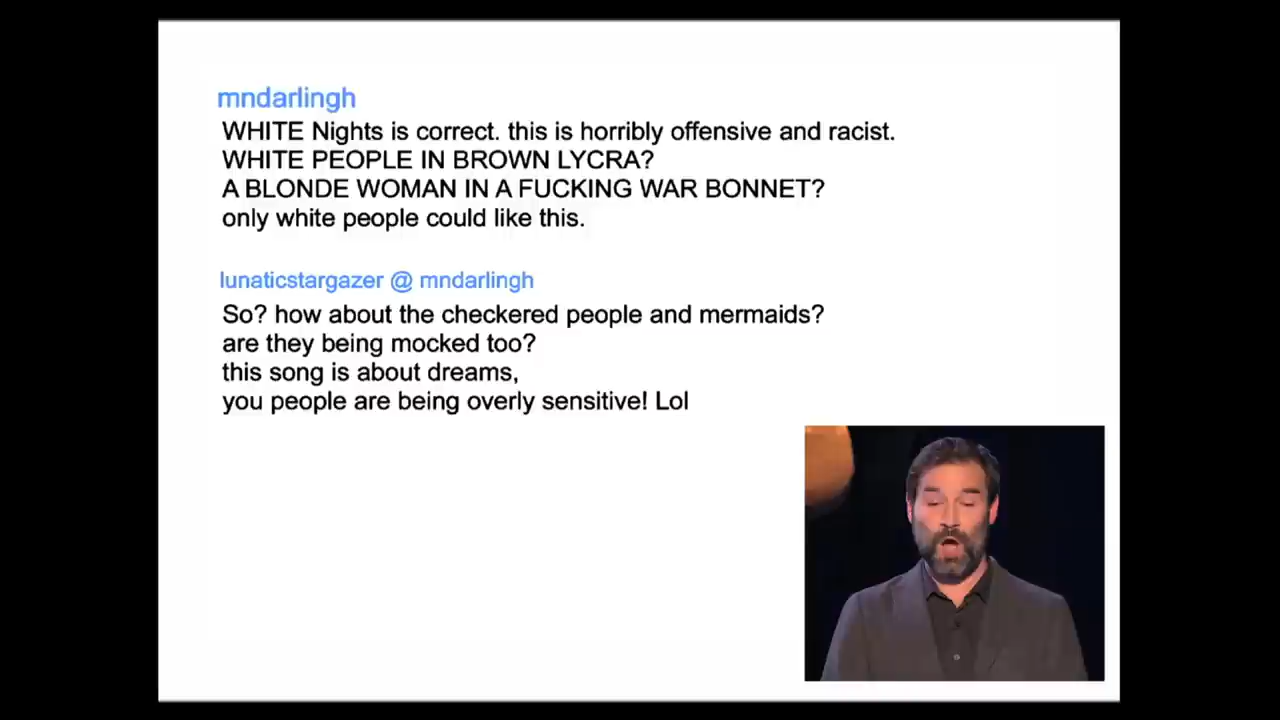 mndarlingh
WHITE Nights is correct. this is horribly offensive and racist.
WHITE PEOPLE IN BROWN LYCRA?
A BLONDE WOMAN IN A FUCKING WAR BONNET?
only white people could like this.
lunaticstargazer @ mndarlingh
So? how about the checkered people and mermaids?
are they being mocked too?
this song is about dreams,
you people are being overly sensitive! Lol